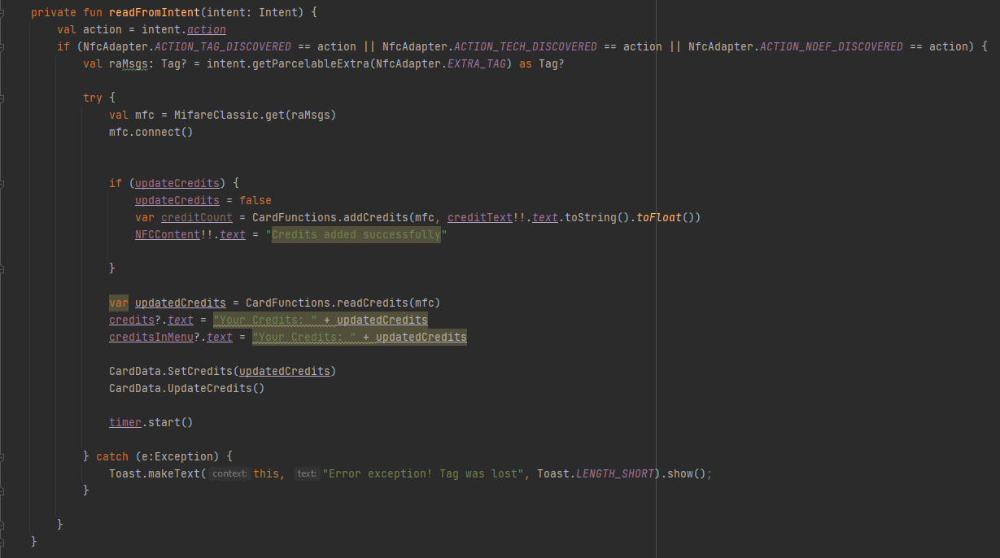 private fun readFromIntent(intent: Intent) {
val action = intent.action
if (NfcAdapter.ACTION_TAG_DISCOVERED == action || NfcAdapter.ACTION_TECH_DISCOVERED == action || NfcAdapter.ACTION_NDEF_DISCOVERED == action) {
val raMsgs: Tag? = intent.getParcelableExtra(NfcAdapter.EXTRA_TAG) as Tag?
try {
val mfc = MifareClassic.get(raMsgs)
mfc.connect()
if (updateCredits) {
updateCredits = false
var creditCount = CardFunctions.addCredits(mfc, creditText!!.text.toString().toFloat())
NFCContent!!.text = "Credits added successfully"
}
var updatedCredits = CardFunctions.readCredits(mfc)
credits?.text = "Your Credits: " + updatedCredits
creditsInMenu?.text = "Your Credits: " + updatedCredits
CardData.SetCredits(updatedCredits)
CardData.UpdateCredits()
timer.start()
} catch (e:Exception) {
Toast.makeText( context: this, text: "Error exception! Tag was lost", Toast.LENGTH_SHORT).show();
}
}
}